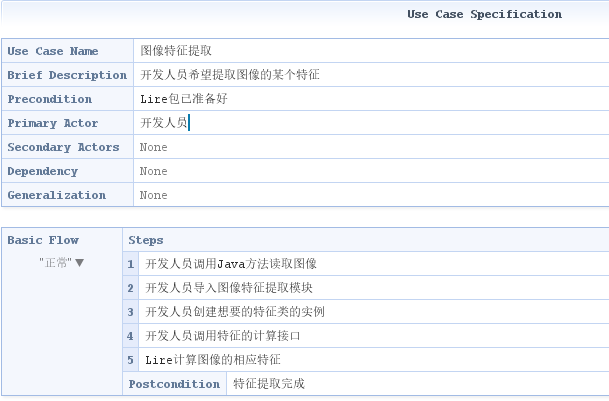 Use Case Specification
Use Case Name 图像特征提取
Brief Description 开发人员希望提取图像的某个特征
Precondition Lire包已准备好
Primary Actor 开发人员
Secondary Actors None
Dependency None
Generalization None
Basic Flow Steps
"正常" ▼
1 开发人员调用Java方法读取图像
2 开发人员导入图像特征提取模块
3 开发人员创建想要的特征类的实例
4 开发人员调用特征的计算接口
5 Lire计算图像的相应特征
Postcondition 特征提取完成